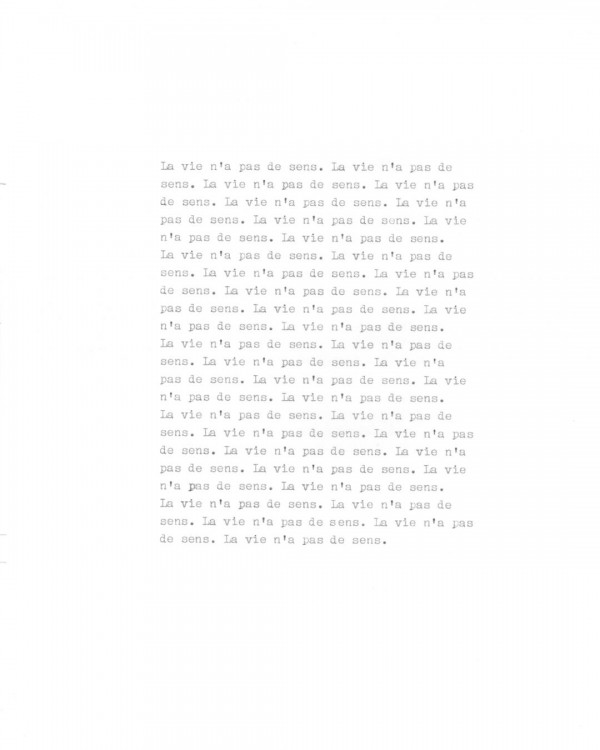 La vie n'a pas de sens. La vie n'a pas de
sens. La vie n'a pas de sens. La vie n'a pas
de sens. La vie n'a pas de sens. La vie n'a
pas de sens. La vie n'a pas de sens. La vie
n'a pas de sens. La vie n'a pas de sens.
La vie n'a pas de sens. La vie n'a pas de
sens. La vie n'a pas de sens. La vie n'a pas
de sens. La vie n'a pas de sens. La vie n'a
pas de sens. La vie n'a pas de sens. La vie
n'a pas de sens. La vie n'a pas de sens.
La vie n'a pas de sens. La vie n'a pas de
sens. La vie n'a pas de sens. La vie n'a
pas de sens. La vie n'a pas de sens. La vie
n'a pas de sens. La vie n'a pas de sens.
La vie n'a pas de sens. La vie n'a pas de
sens. La vie n'a pas de sens. La vie n'a pas
de sens. La vie n'a pas de sens. La vie n'a
pas de sens. La vie n'a pas de sens. La vie
n'a pas de sens. La vie n'a pas de sens.
La vie n'a pas de sens. La vie n'a pas de
sens. La vie n'a pas de sens. La vie n'a pas
de sens. La vie n'a pas de sens.